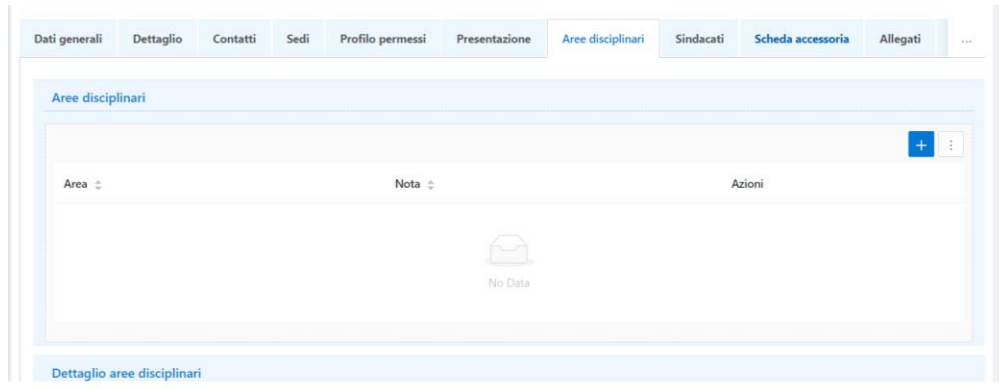 Dati generali Dettaglio Contatti Sedi Profilo permessi Presentazione Aree disciplinari Sindacati Scheda accessoria Allegati ...
Aree disciplinari
+
Area Nota Azioni
No Data
Dettaglio aree disciplinari